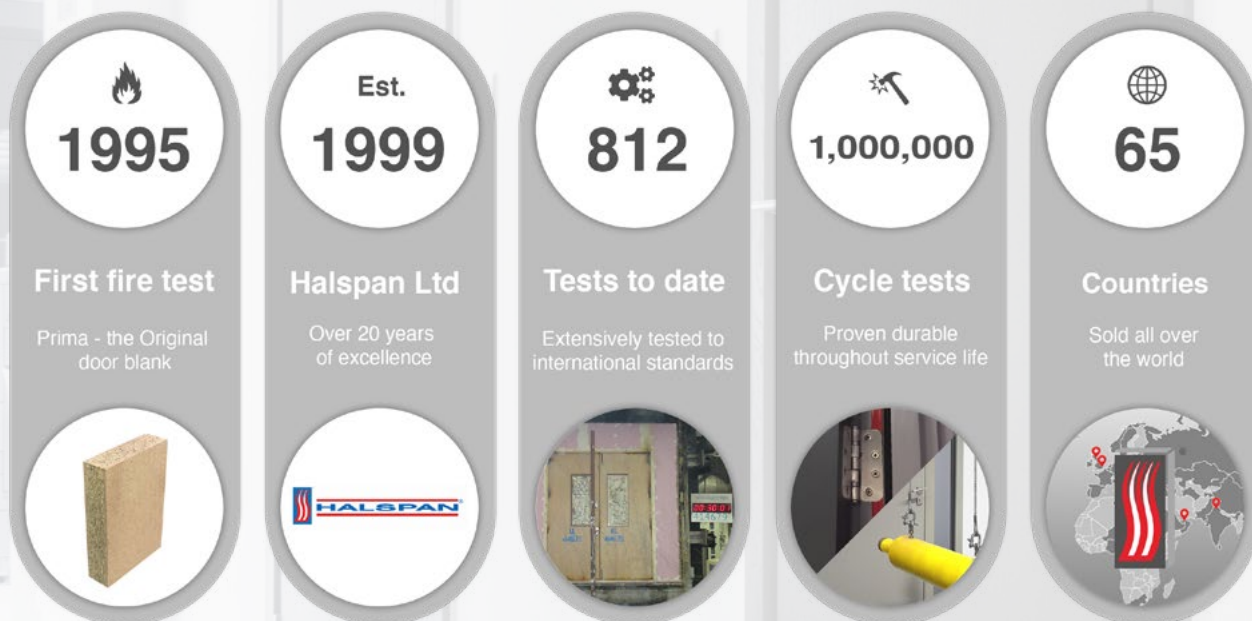 1995
First fire test
Prima - the Original
door blank
Est.
1999
Halspan Ltd
Over 20 years
of excellence
HALSPAN
812
Tests to date
Extensively tested to
international standards
1,000,000
Cycle tests
Proven durable
throughout service life
65
Countries
Sold all over
the world